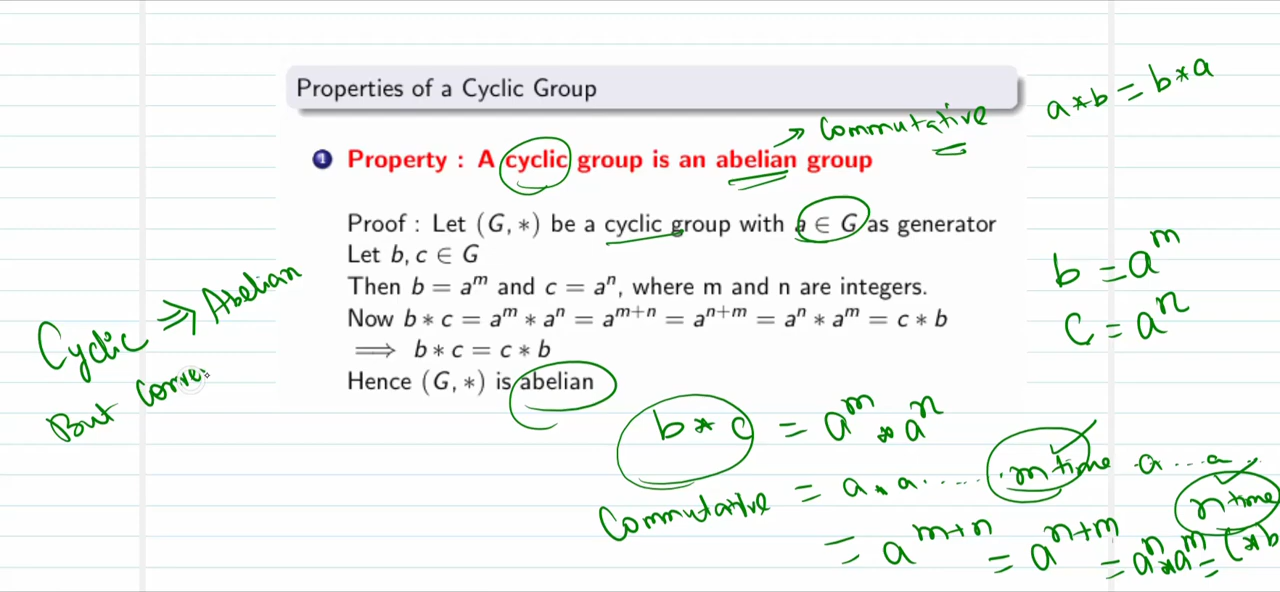 Properties of a Cyclic Group
a * b = b * a
→ Commutative
1 Property : A cyclic group is an abelian group
Proof : Let (G, *) be a cyclic group with a ∈ G as generator
Let b, c ∈ G
Then b = a^m and c = a^n, where m and n are integers.
Now b * c = a^m * a^n = a^{m+n} = a^{n+m} = a^n * a^m = c * b
⟹ b * c = c * b
Hence (G, *) is abelian
b = a^m
c = a^n
Cyclic ⇒ Abelian
But conve
b * c = a^m * a^n
Commutative = a * a ..... m time a ... a n time
= a^{m+n} = a^{n+m} = a^n * a^m = C * b